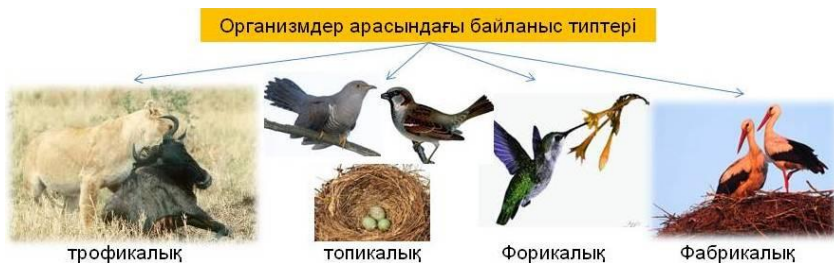 Организмдер арасындағы байланыс типтері
трофикалық
топикалық
Форикалық
Фабрикалық